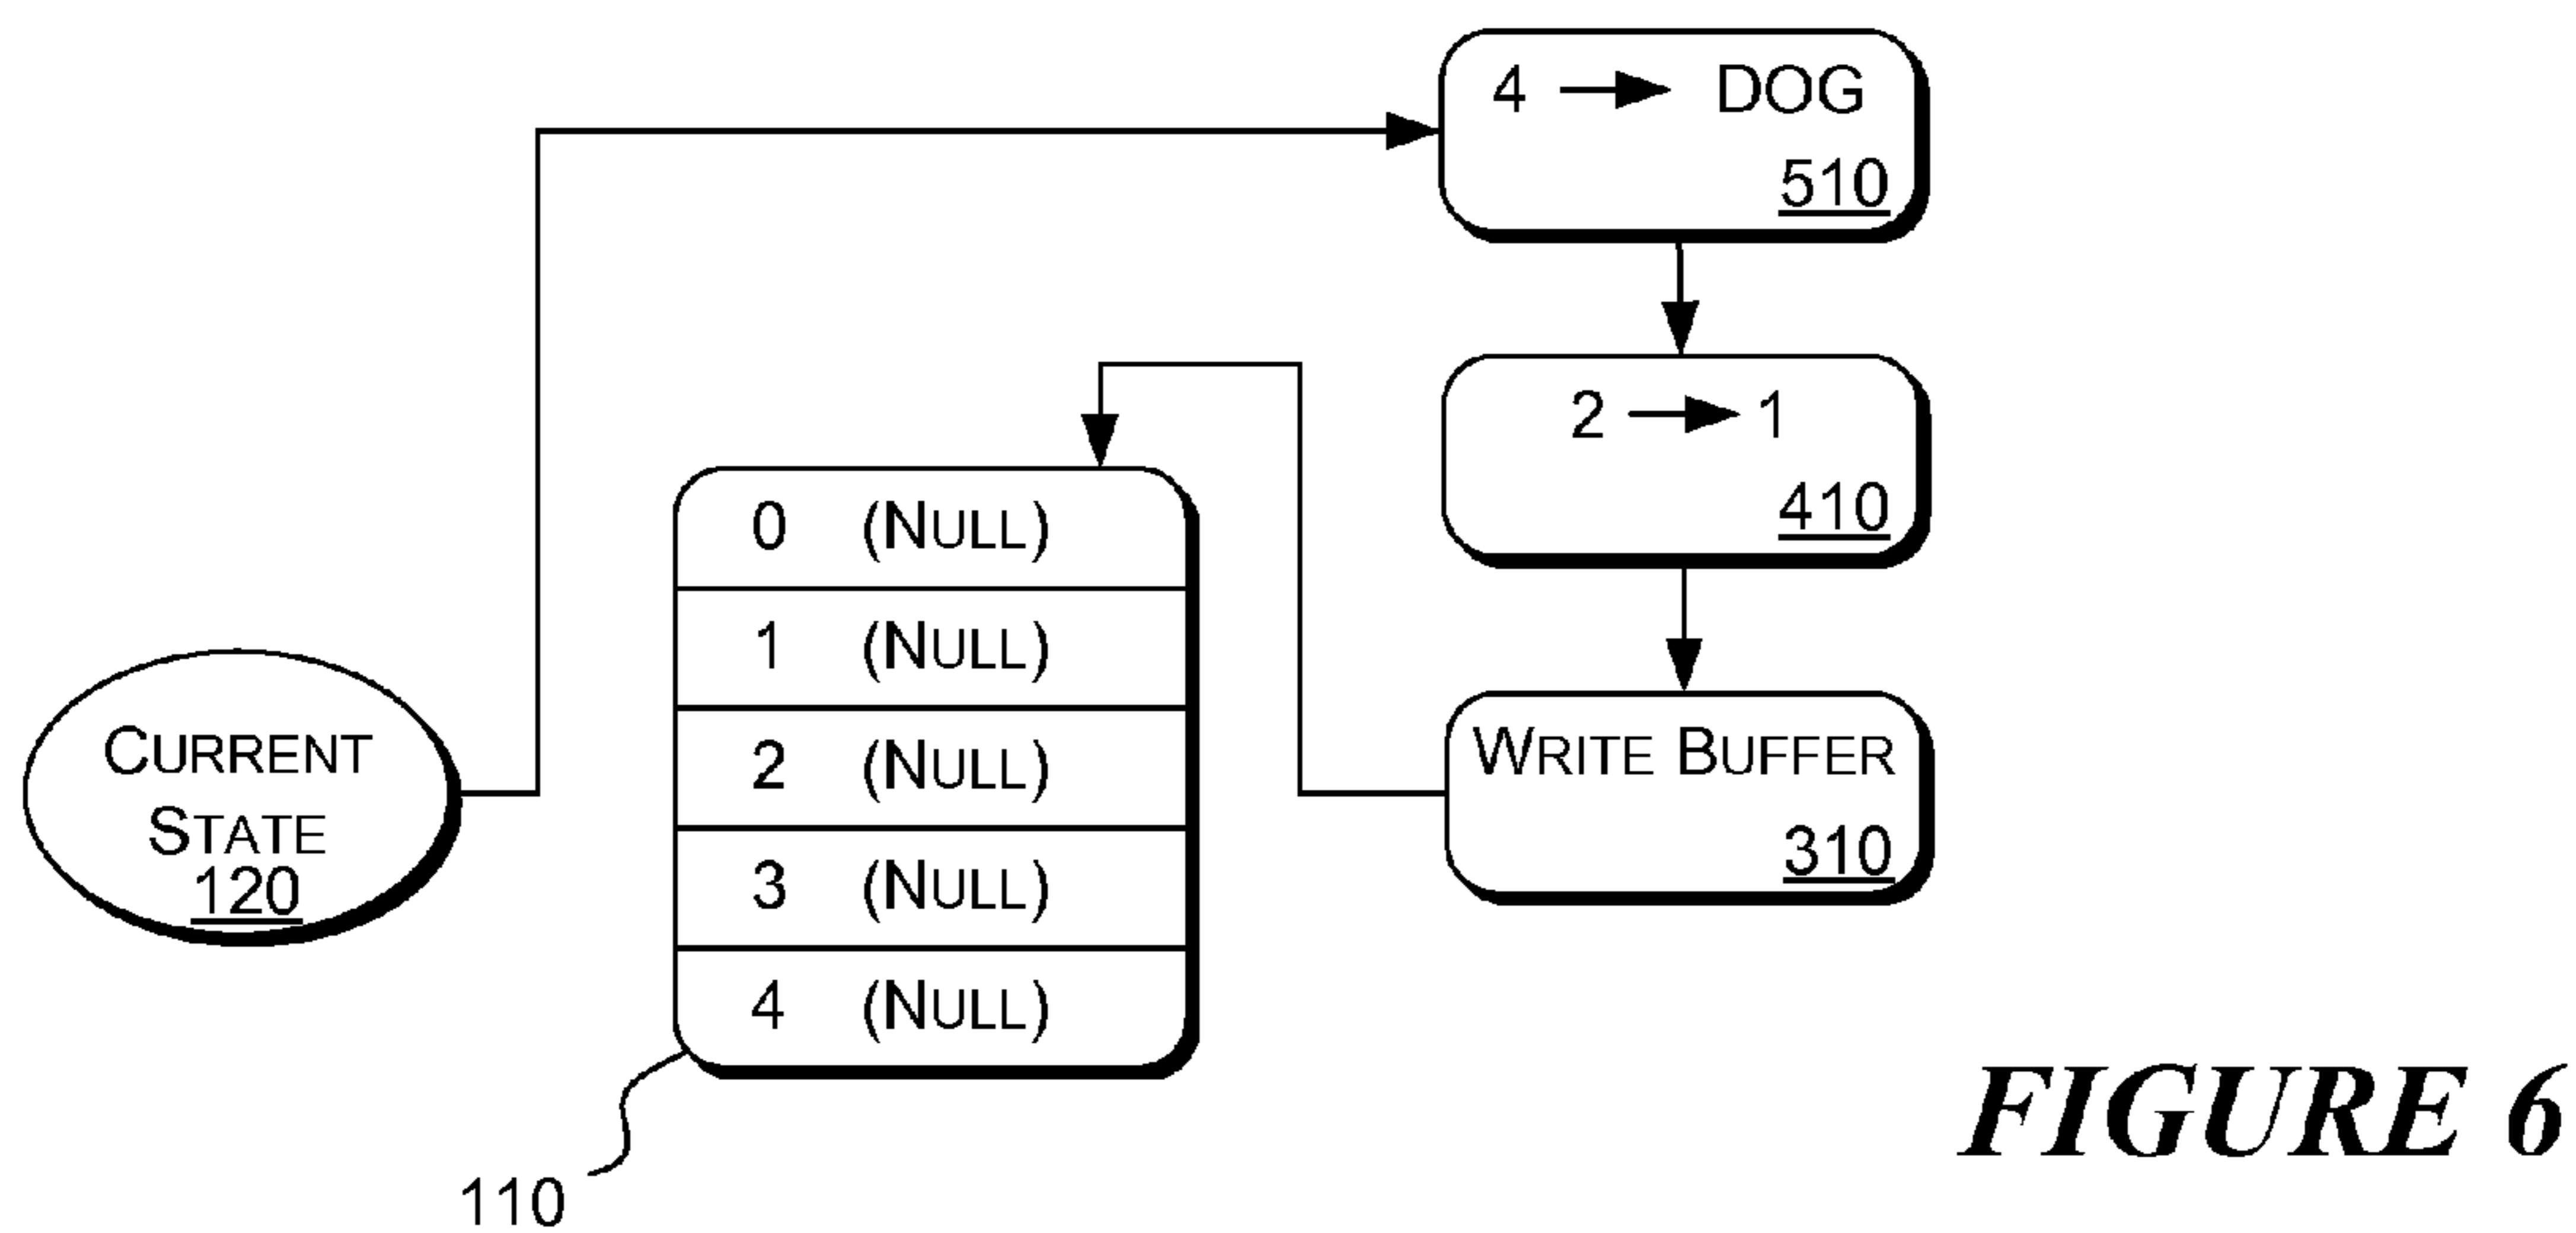 4 → DOG
510
2 → 1
410
0 (NULL)
1 (NULL)
2 (NULL)
3 (NULL)
4 (NULL)
110
CURRENT
STATE
120
WRITE BUFFER
310
FIGURE 6